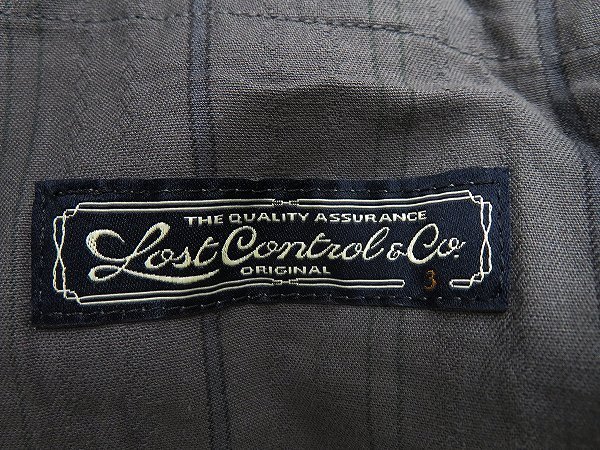 THE QUALITY ASSURANCE
Lost Control & Co.
ORIGINAL
3